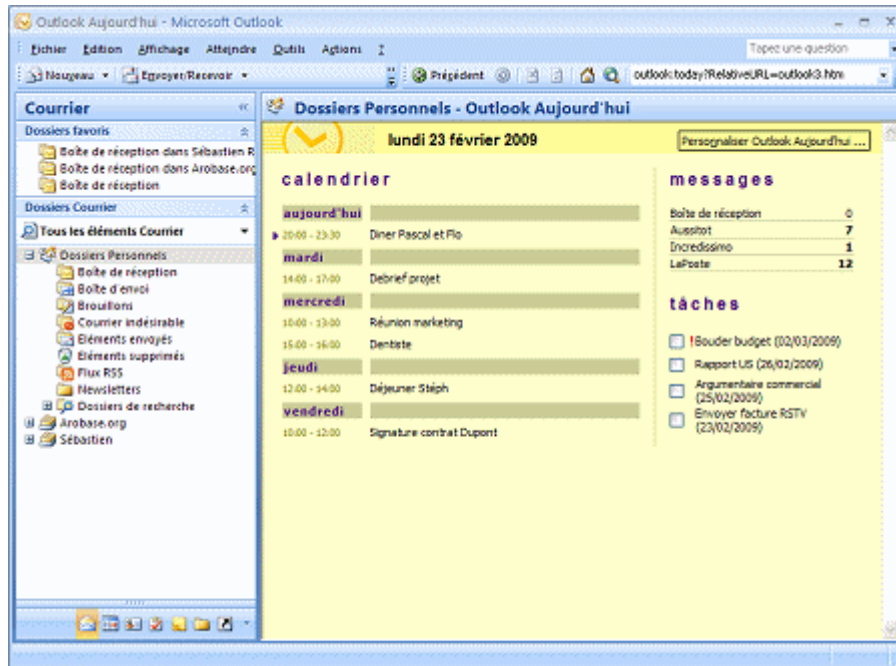 Outlook Aujourd'hui - Microsoft Outlook
Fichier Edition Affichage Atteindre Outils Actions ?
Tapez une question
Nouveau Envoyer/Recevoir Précédent outlook:today?RelativeURL=outlook3.htm
Courrier
Dossiers Personnels - Outlook Aujourd'hui
Dossiers favoris
Boîte de réception dans Sébastien R
Boîte de réception dans Arobase.org
Boîte de réception
Dossiers Courrier
Tous les éléments Courrier
Dossiers Personnels
Boîte de réception
Boîte d'envoi
Brouillons
Courrier indésirable
Eléments envoyés
Eléments supprimés
Flux RSS
Newsletters
Dossiers de recherche
Arobase.org
Sébastien
lundi 23 février 2009
Personnaliser Outlook Aujourd'hui ...
calendrier
aujourd'hui
20:00 - 23:30 Diner Pascal et Flo
mardi
14:00 - 17:00 Debrief projet
mercredi
10:00 - 13:00 Réunion marketing
15:00 - 16:00 Dentiste
jeudi
12:00 - 14:00 Déjeuner Stéph
vendredi
10:00 - 12:00 Signature contrat Dupont
messages
Boîte de réception 0
Aussitot 7
Incredissimo 1
LaPoste 12
tâches
!Bouder budget (02/03/2009)
Rapport US (26/02/2009)
Argumentaire commercial
(25/02/2009)
Envoyer facture RSTV
(23/02/2009)